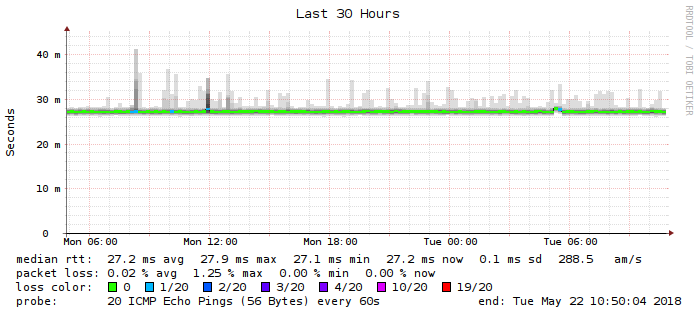 Last 30 Hours
RRDTOOL / TOBI OETIKER
Seconds
40 m
30 m
20 m
10 m
0
Mon 06:00 Mon 12:00 Mon 18:00 Tue 00:00 Tue 06:00
median rtt: 27.2 ms avg 27.9 ms max 27.1 ms min 27.2 ms now 0.1 ms sd 288.5 am/s
packet loss: 0.02 % avg 1.25 % max 0.00 % min 0.00 % now
loss color: 0 1/20 2/20 3/20 4/20 10/20 19/20
probe: 20 ICMP Echo Pings (56 Bytes) every 60s end: Tue May 22 10:50:04 2018